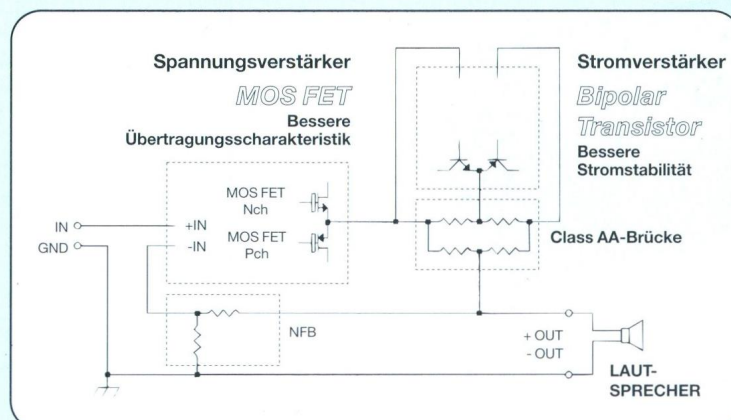 Spannungsverstärker
MOS FET
Bessere
Übertragungsscharakteristik
Stromverstärker
Bipolar
Transistor
Bessere
Stromstabilität
MOS FET
Nch
MOS FET
Pch
IN
GND
+IN
-IN
Class AA-Brücke
NFB
+ OUT
- OUT
LAUT-
SPRECHER